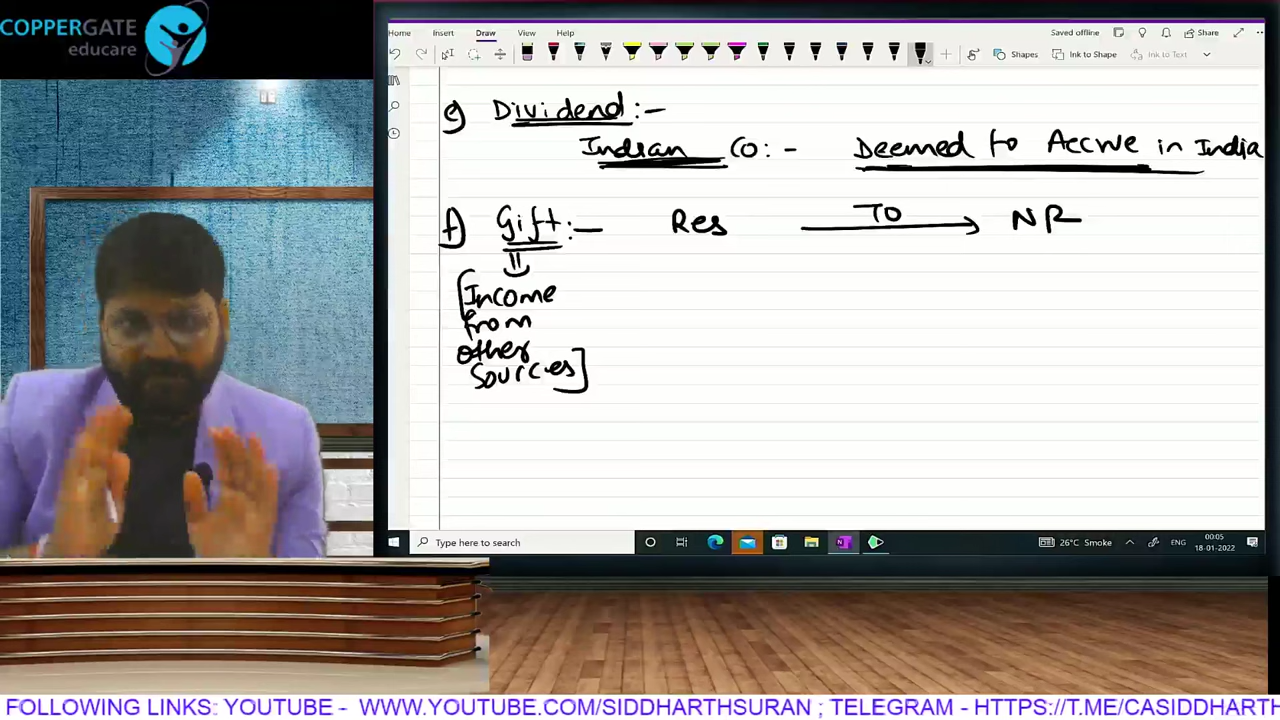 COPPERGATE
educare
Home Insert Draw View Help
Saved offline
Share
Shapes
Ink to Shape
Ink to Text
g) Dividend :-
Indian Co :- Deemed to Accrue in India
f) Gift :- Res TO NR
[Income
from
other
sources]
Type here to search
26°C Smoke
ENG
00:05
18-01-2022
FOLLOWING LINKS: YOUTUBE - WWW.YOUTUBE.COM/SIDDHARTHSURAN ; TELEGRAM - HTTPS://T.ME/CASIDDHARTH